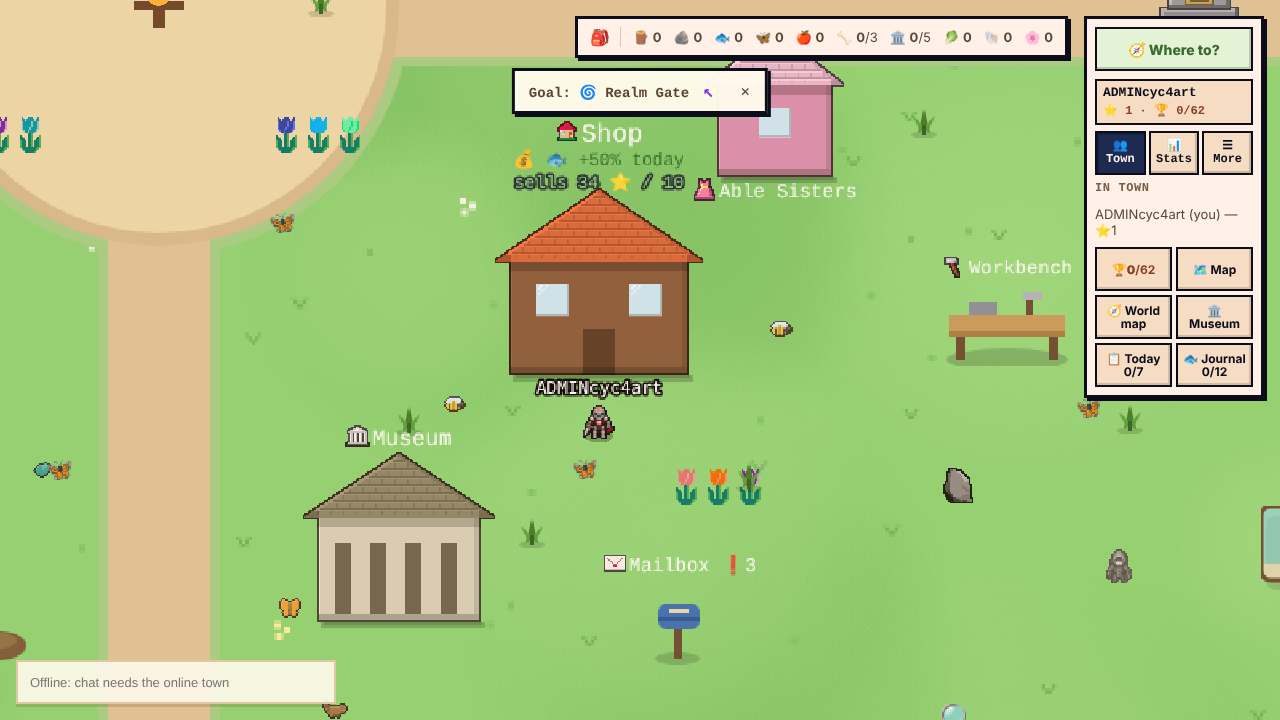 0 0 0 0 0 0/3 0/5 0 0 0
Where to?
Goal: Realm Gate ×
ADMINcyc4art
1 · 0/62
Town Stats More
IN TOWN
ADMINcyc4art (you) —
1
0/62 Map
World map Museum
Today 0/7 Journal 0/12
Shop
+50% today
sells 34 / 10
Able Sisters
Workbench
ADMINcyc4art
Museum
Mailbox ❗3
Offline: chat needs the online town